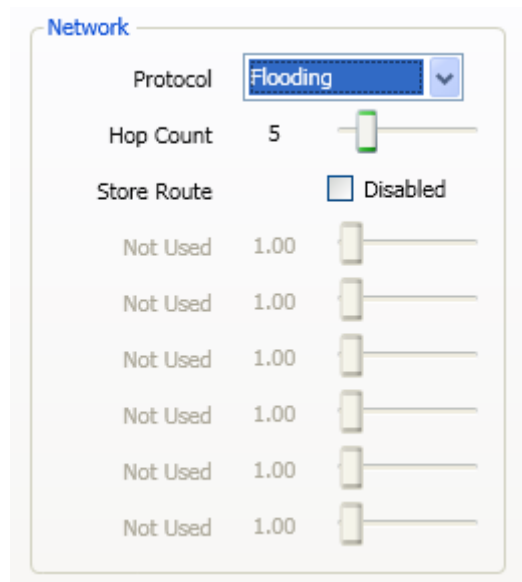 Network
Protocol Flooding
Hop Count 5
Store Route Disabled
Not Used 1.00
Not Used 1.00
Not Used 1.00
Not Used 1.00
Not Used 1.00
Not Used 1.00